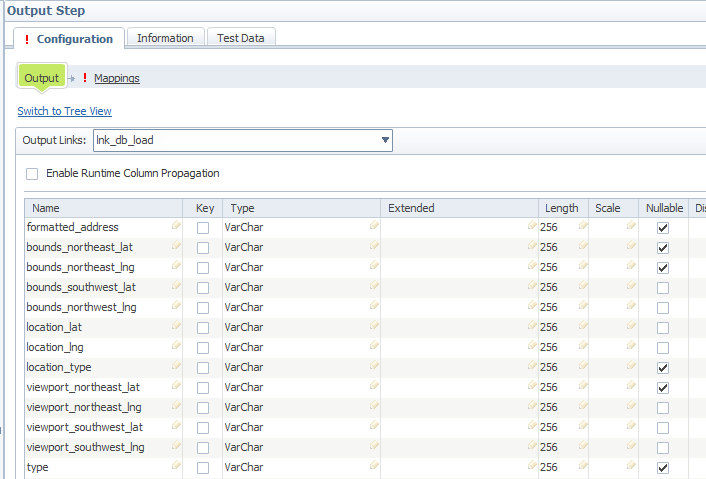 Output Step
! Configuration Information Test Data
Output ! Mappings
Switch to Tree View
Output Links: lnk_db_load
Enable Runtime Column Propagation
Name Key Type Extended Length Scale Nullable Dis
formatted_address VarChar 256
bounds_northeast_lat VarChar 256
bounds_northeast_lng VarChar 256
bounds_southwest_lat VarChar 256
bounds_northwest_lng VarChar 256
location_lat VarChar 256
location_lng VarChar 256
location_type VarChar 256
viewport_northeast_lat VarChar 256
viewport_northeast_lng VarChar 256
viewport_southwest_lat VarChar 256
viewport_southwest_lng VarChar 256
type VarChar 256